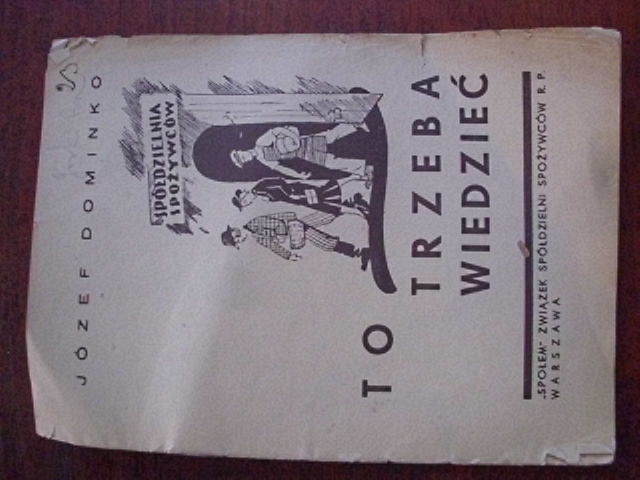 JÓZEF DOMINKO
SPÓŁDZIELNIA
SPOŻYWCÓW
TO TRZEBA
WIEDZIEĆ
„SPOŁEM" ZWIĄZEK SPÓŁDZIELNI SPOŻYWCÓW R. P.
WARSZAWA